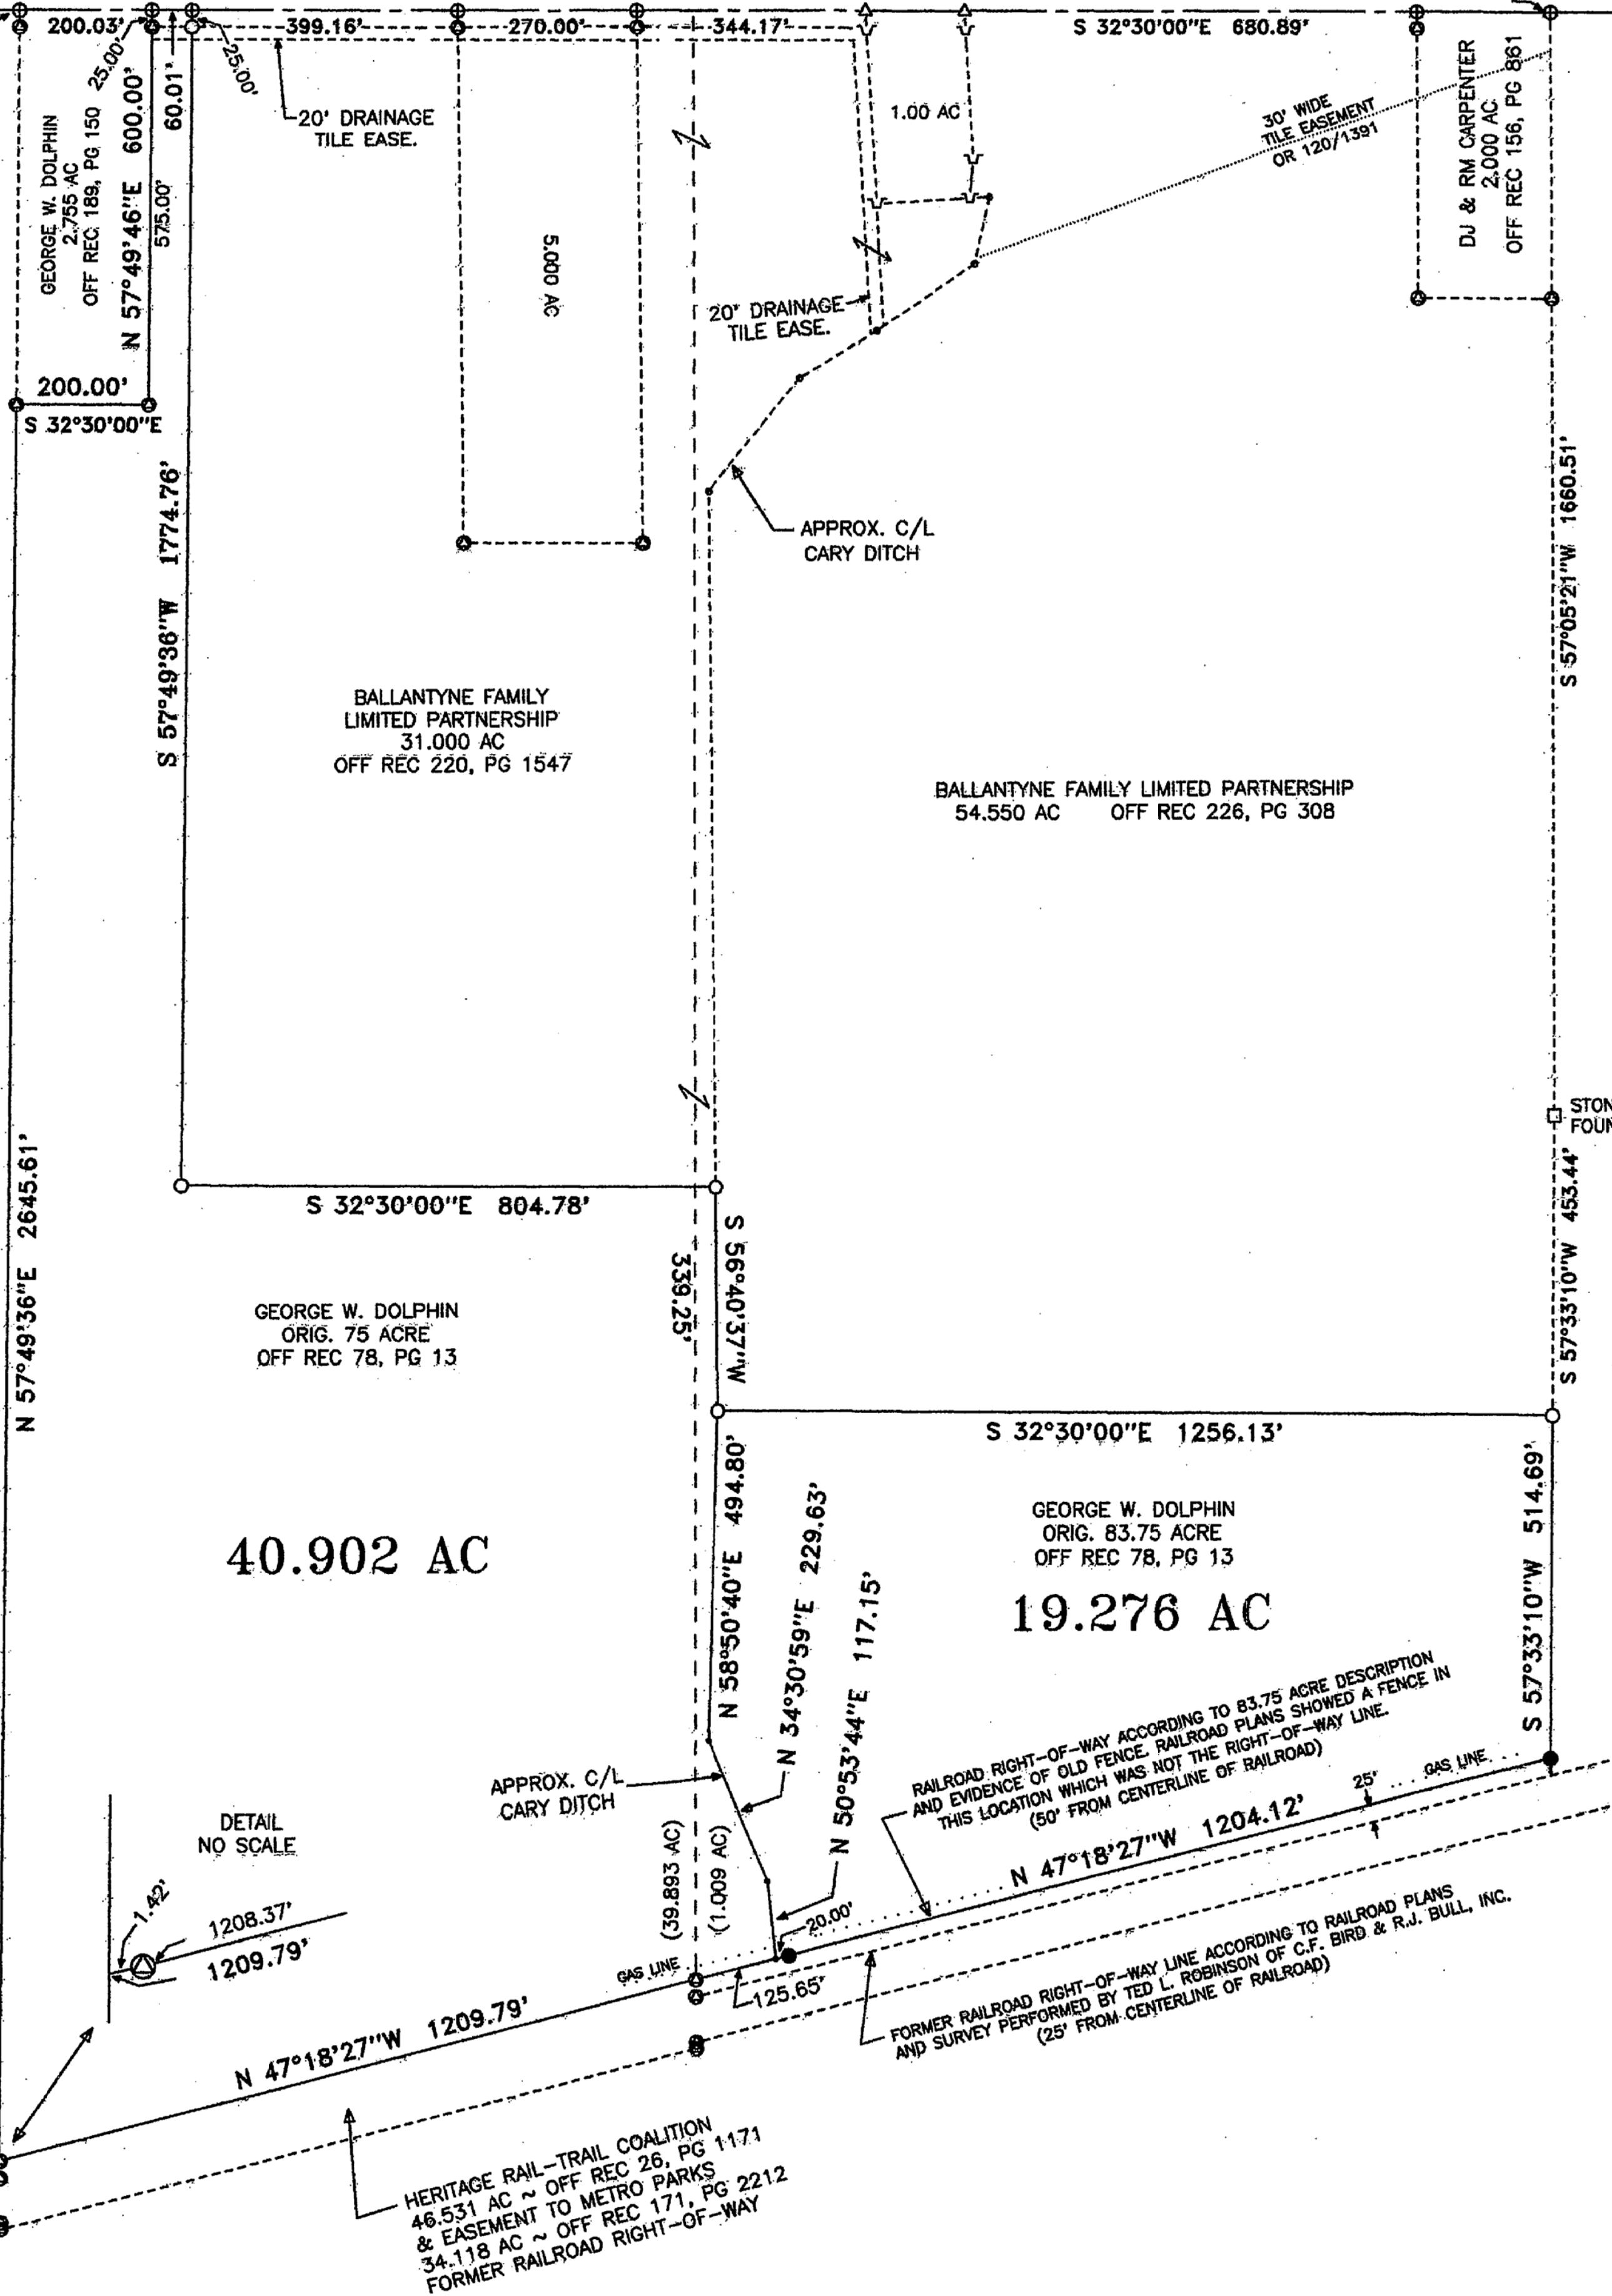 200.03'
399.16'
270.00'
344.17'
S 32°30'00"E 680.89'
25.00'
60.01'
25.00'
GEORGE W. DOLPHIN
2.755 AC
OFF REC 189, PG 150
N 57°49'46"E 600.00'
575.00'
20' DRAINAGE
TILE EASE.
1.00 AC
30' WIDE
TILE EASEMENT
OR 120/1391
DJ & RM CARPENTER
2.000 AC
OFF REC 156, PG 861
5.000 AC
20' DRAINAGE
TILE EASE.
200.00'
S 32°30'00"E
S 57°49'36"W 1774.76'
APPROX. C/L
CARY DITCH
S 57°05'21"W 1660.51'
BALLANTYNE FAMILY
LIMITED PARTNERSHIP
31.000 AC
OFF REC 220, PG 1547
BALLANTYNE FAMILY LIMITED PARTNERSHIP
54.550 AC OFF REC 226, PG 308
STON
FOUN
N 57°49'36"E 2645.61'
S 32°30'00"E 804.78'
S 56°40'37"W
339.25'
S 57°33'10"W 453.44'
GEORGE W. DOLPHIN
ORIG. 75 ACRE
OFF REC 78, PG 13
S 32°30'00"E 1256.13'
40.902 AC
N 58°50'40"E 494.80'
N 34°30'59"E 229.63'
N 50°53'44"E 117.15'
GEORGE W. DOLPHIN
ORIG. 83.75 ACRE
OFF REC 78, PG 13
19.276 AC
S 57°33'10"W 514.69'
RAILROAD RIGHT-OF-WAY ACCORDING TO 83.75 ACRE DESCRIPTION
AND EVIDENCE OF OLD FENCE. RAILROAD PLANS SHOWED A FENCE IN
THIS LOCATION WHICH WAS NOT THE RIGHT-OF-WAY LINE.
(50' FROM CENTERLINE OF RAILROAD)
25'
GAS LINE
APPROX. C/L
CARY DITCH
DETAIL
NO SCALE
1.42'
1208.37'
1209.79'
(39.893 AC)
(1.009 AC)
20.00'
N 47°18'27"W 1204.12'
GAS LINE
125.65'
FORMER RAILROAD RIGHT-OF-WAY LINE ACCORDING TO RAILROAD PLANS
AND SURVEY PERFORMED BY TED L. ROBINSON OF C.F. BIRD & R.J. BULL, INC.
(25' FROM CENTERLINE OF RAILROAD)
N 47°18'27"W 1209.79'
HERITAGE RAIL-TRAIL COALITION
46.531 AC ~ OFF REC 26, PG 1171
& EASEMENT TO METRO PARKS
34.118 AC ~ OFF REC 171, PG 2212
FORMER RAILROAD RIGHT-OF-WAY